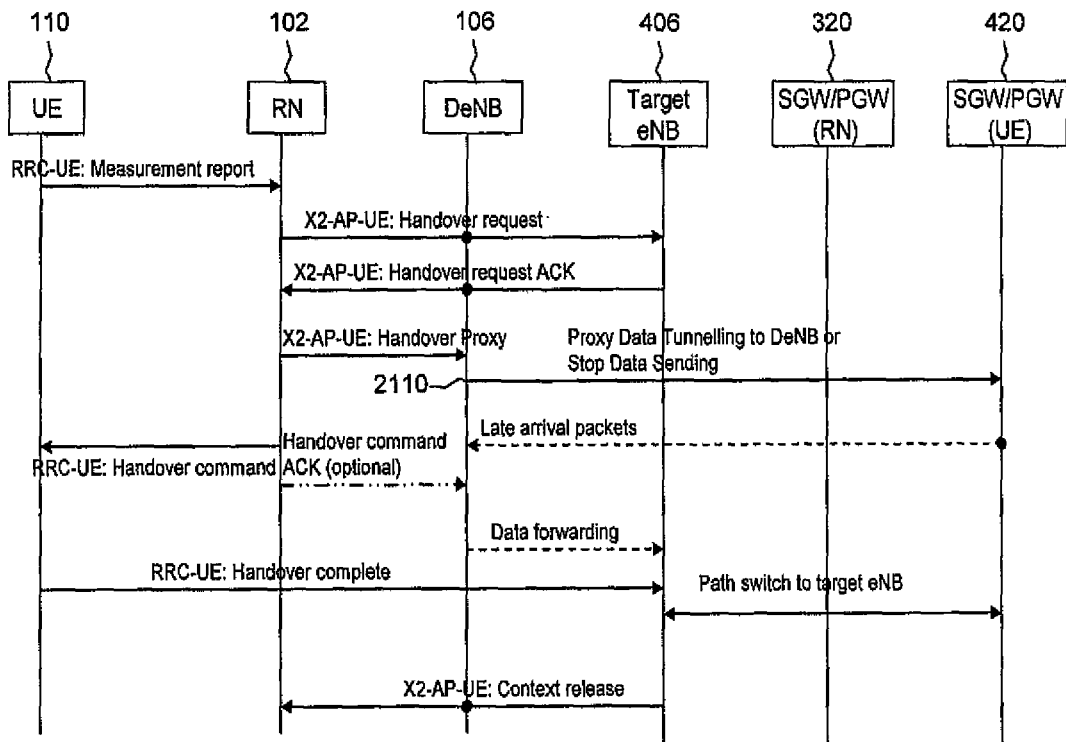 110 102 106 406 320 420
UE RN DeNB Target eNB SGW/PGW (RN) SGW/PGW (UE)
RRC-UE: Measurement report
X2-AP-UE: Handover request
X2-AP-UE: Handover request ACK
X2-AP-UE: Handover Proxy
Proxy Data Tunnelling to DeNB or
Stop Data Sending
2110
Handover command
Late arrival packets
RRC-UE: Handover command ACK (optional)
Data forwarding
RRC-UE: Handover complete
Path switch to target eNB
X2-AP-UE: Context release